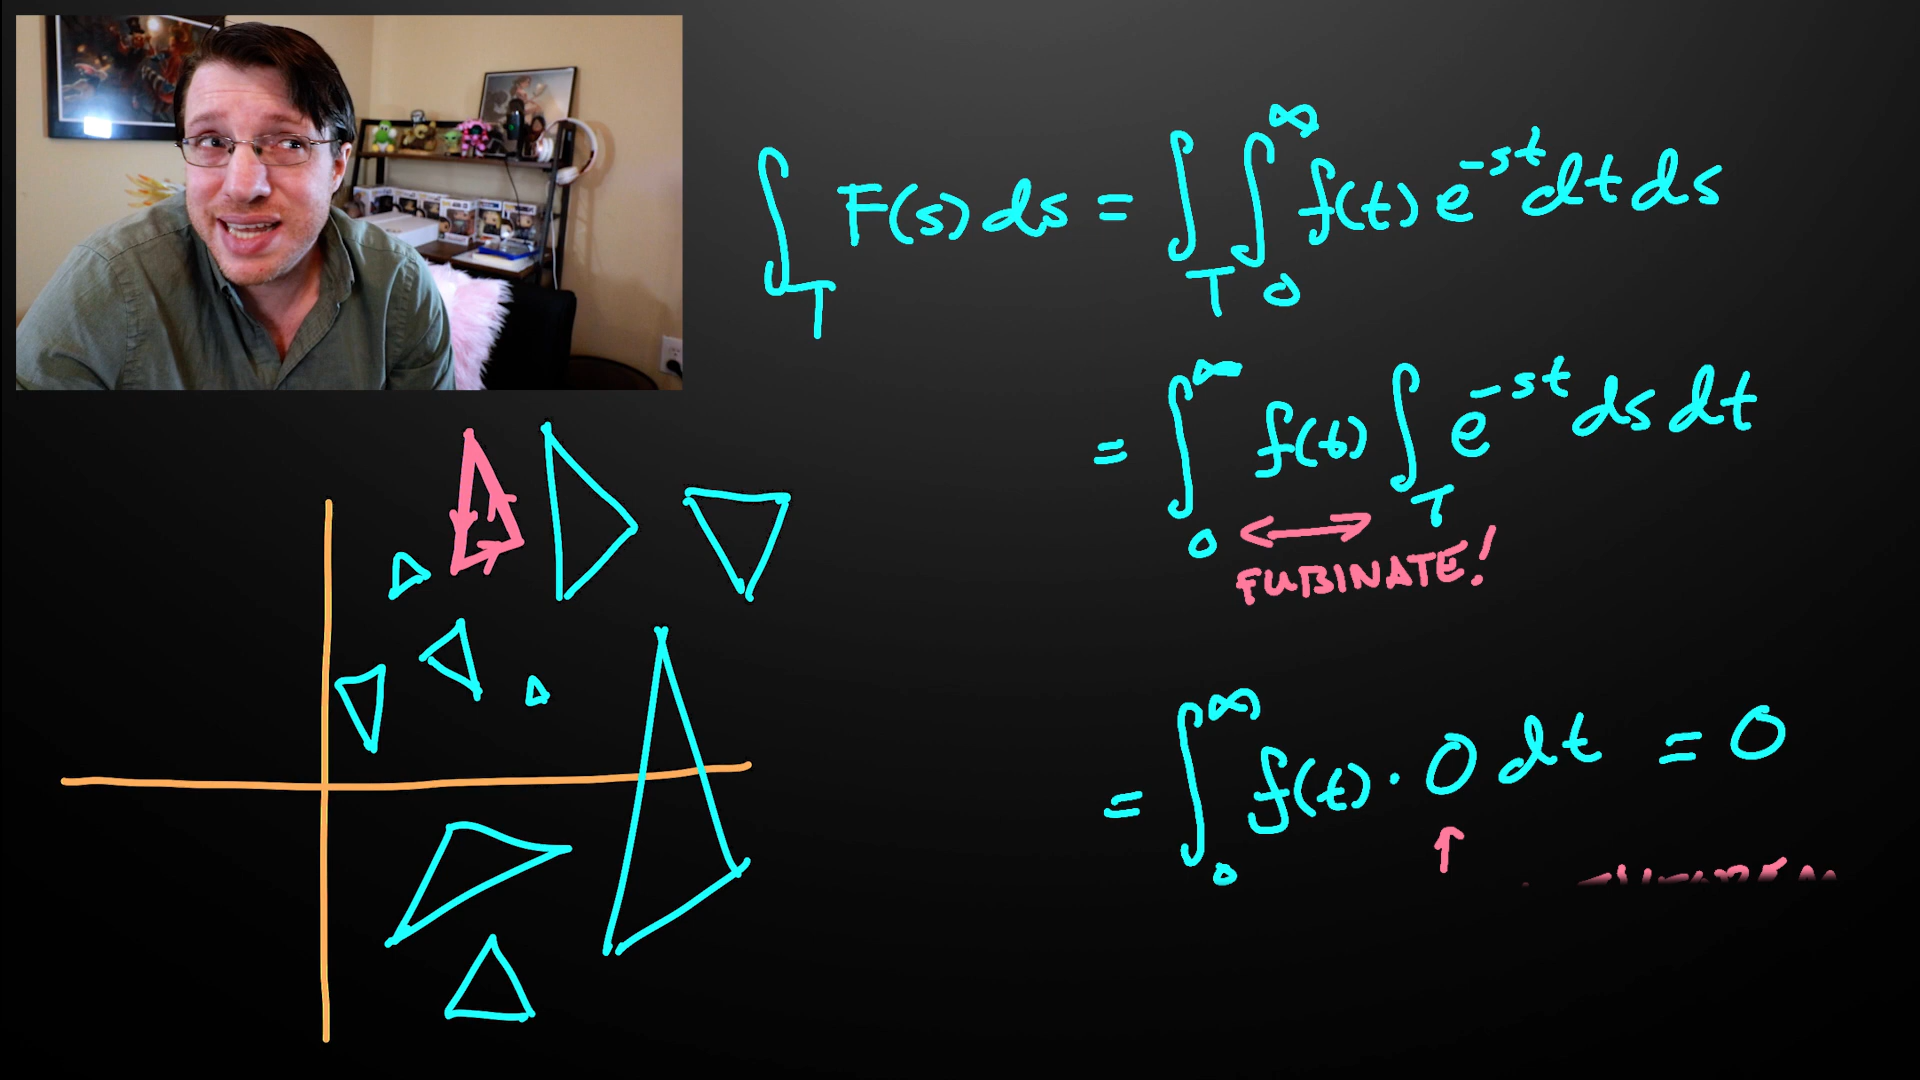 ∫_T F(s) ds = ∫_T ∫_0^∞ f(t) e^{-st} dt ds
= ∫_0^∞ f(t) ∫_T e^{-st} ds dt
FUBINATE!
= ∫_0^∞ f(t) · 0 dt = 0